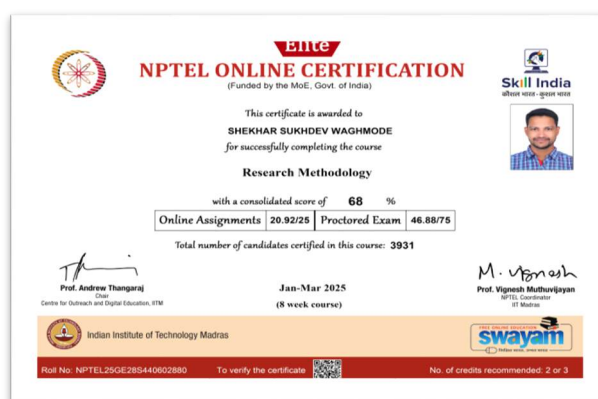 Elite
NPTEL ONLINE CERTIFICATION
(Funded by the MoE, Govt. of India)
Skill India
कौशल भारत - कुशल भारत
This certificate is awarded to
SHEKHAR SUKHDEV WAGHMODE
for successfully completing the course
Research Methodology
with a consolidated score of 68 %
Online Assignments 20.92/25 Proctored Exam 46.88/75
Total number of candidates certified in this course: 3931
M. Vignesh
Prof. Andrew Thangaraj
Chair
Centre for Outreach and Digital Education, IITM
Jan-Mar 2025
(8 week course)
Prof. Vignesh Muthuvijayan
NPTEL Coordinator
IIT Madras
Indian Institute of Technology Madras
FREE ONLINE EDUCATION
swayam
Roll No: NPTEL25GE28S440602880 To verify the certificate No. of credits recommended: 2 or 3